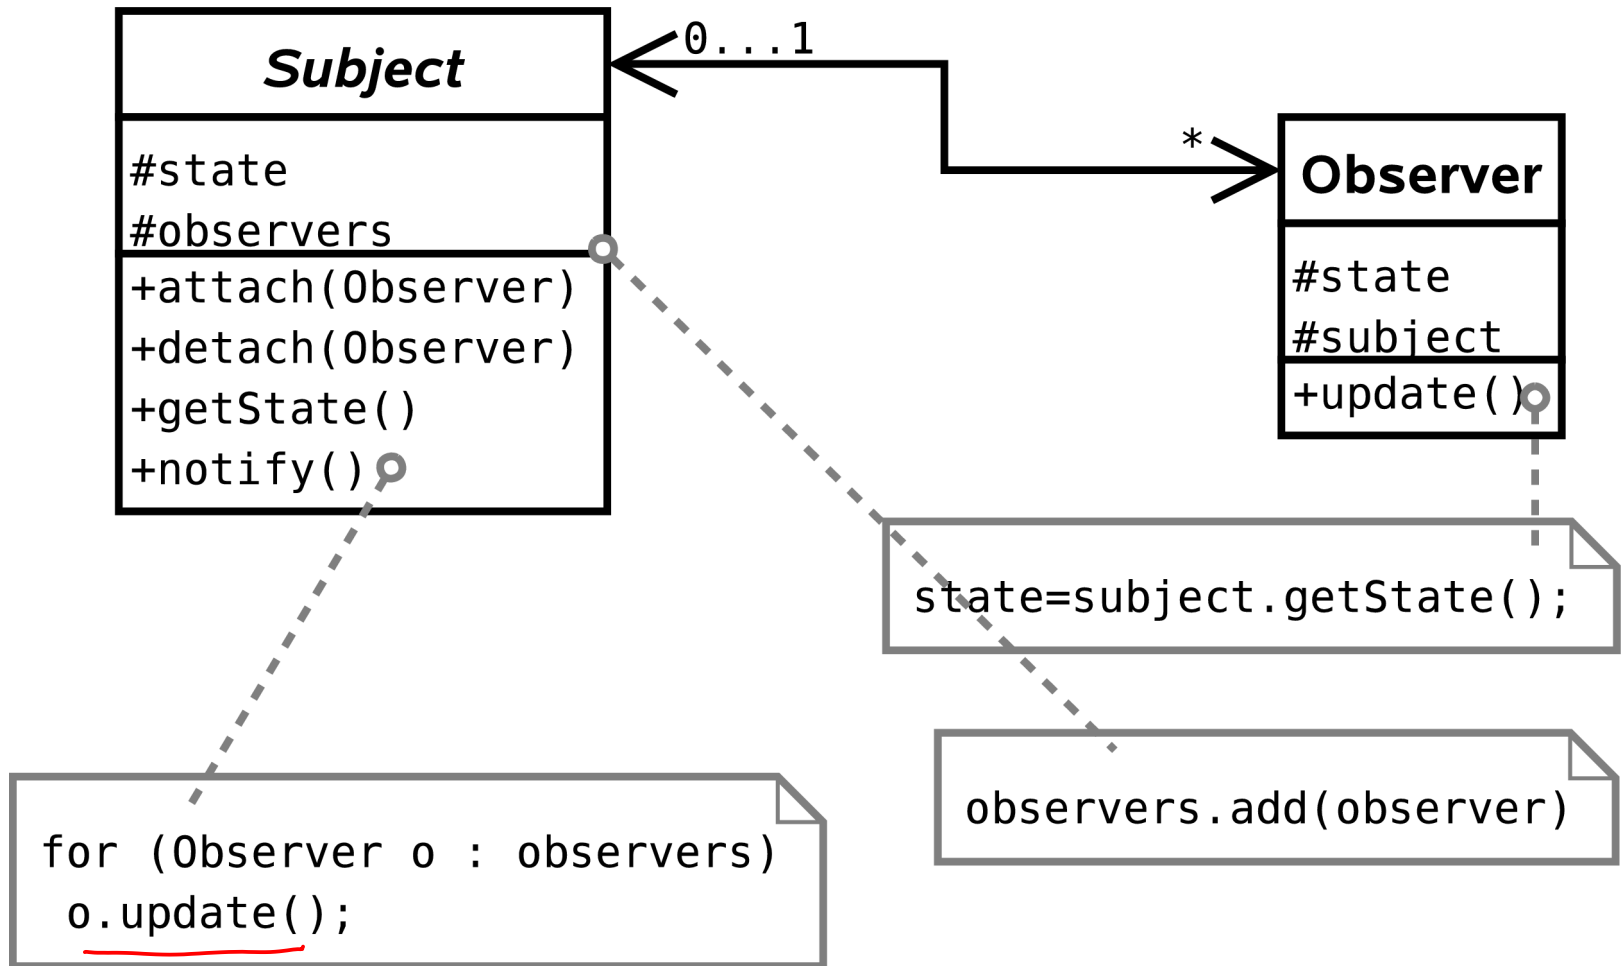 Subject
#state
#observers
+attach(Observer)
+detach(Observer)
+getState()
+notify()
0...1
*
Observer
#state
#subject
+update()
state=subject.getState();
observers.add(observer)
for (Observer o : observers)
o.update();